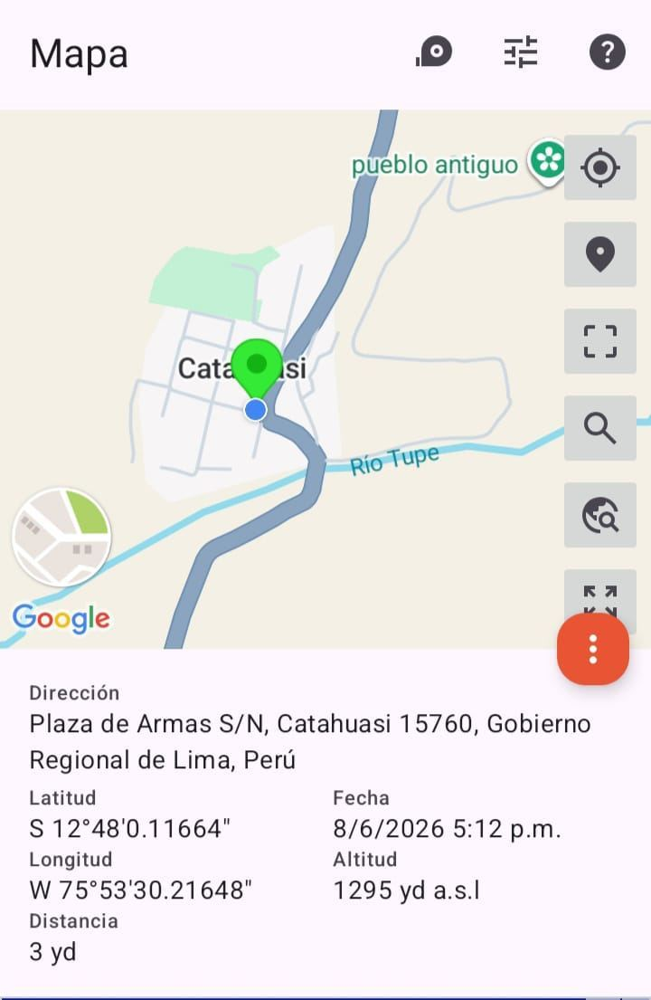 Mapa
pueblo antiguo
Cata
asi
Río Tupe
Google
Dirección
Plaza de Armas S/N, Catahuasi 15760, Gobierno
Regional de Lima, Perú
Latitud
S 12°48'0.11664"
Fecha
8/6/2026 5:12 p.m.
Longitud
W 75°53'30.21648"
Altitud
1295 yd a.s.l
Distancia
3 yd